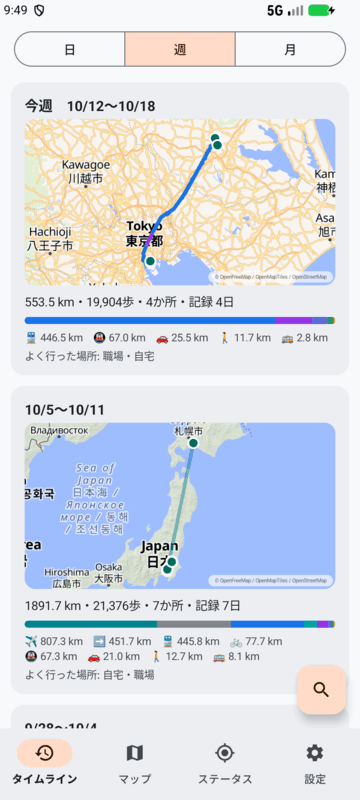 9:49 5G
日 週 月
今週 10/12〜10/18
Kawagoe
川越市
Hachioji
八王子市
Tokyo
東京都
© OpenFreeMap / OpenMapTiles / OpenStreetMap
553.5 km・19,904歩・4か所・記録 4日
446.5 km 67.0 km 25.5 km 11.7 km 2.8 km
よく行った場所: 職場・自宅
10/5〜10/11
Владивосток
札幌市
Sea of
Japan
日本海 /
Японское
море / 동해
/ 조선동해
Japan
Hiroshima
広島市
Osaka
大阪市
© OpenFreeMap / OpenMapTiles / OpenStreetMap
1891.7 km・21,376歩・7か所・記録 7日
807.3 km 451.7 km 445.8 km 77.7 km
67.3 km 21.0 km 12.7 km 8.1 km
よく行った場所: 自宅・職場
9/28〜10/4
タイムライン マップ ステータス 設定